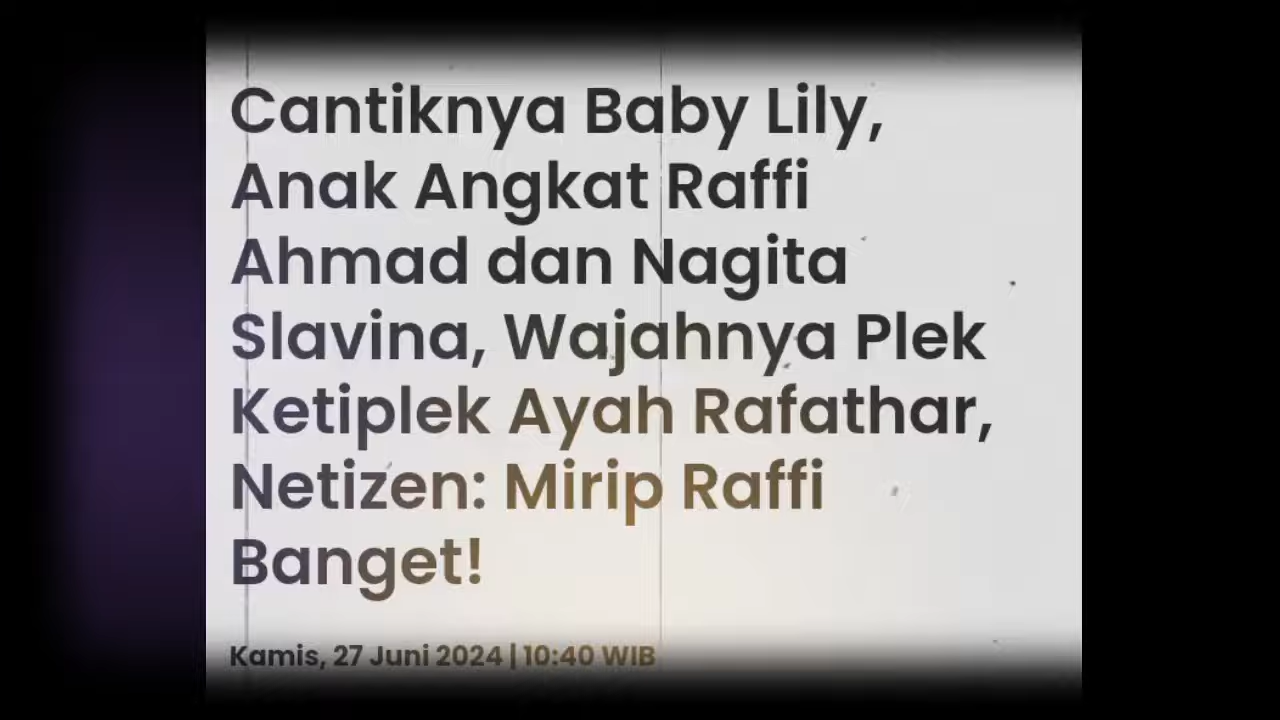 Cantiknya Baby Lily,
Anak Angkat Raffi
Ahmad dan Nagita
Slavina, Wajahnya Plek
Ketiplek Ayah Rafathar,
Netizen: Mirip Raffi
Banget!
Kamis, 27 Juni 2024 | 10:40 WIB